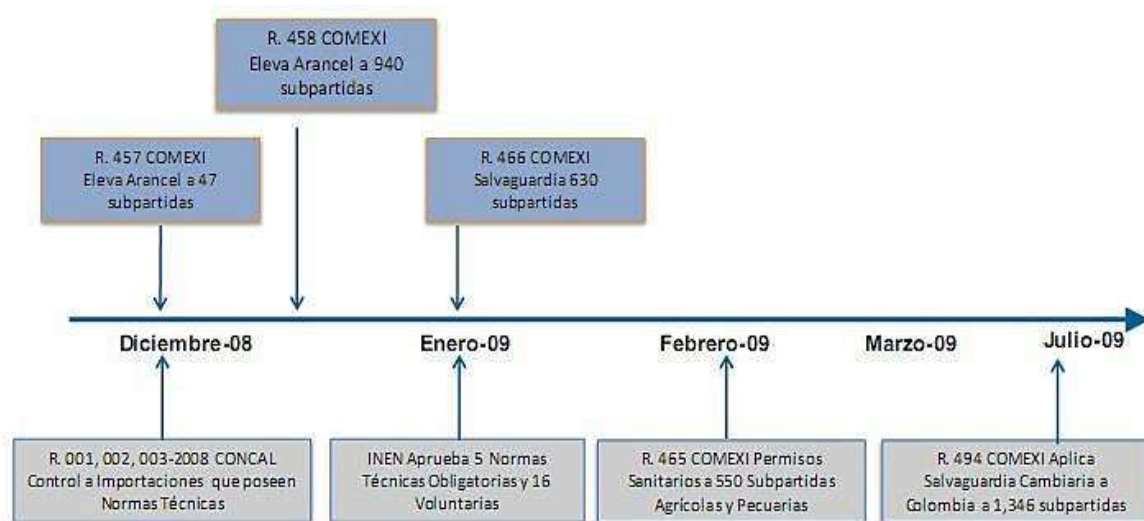 R. 458 COMEXI
Eleva Arancel a 940
subpartidas
R. 457 COMEXI
Eleva Arancel a 47
subpartidas
R. 466 COMEXI
Salvaguardia 630
subpartidas
Diciembre-08
Enero-09
Febrero-09
Marzo-09
Julio-09
R. 001, 002, 003-2008 CONCAL
Control a Importaciones que poseen
Normas Técnicas
INEN Aprueba 5 Normas
Técnicas Obligatorias y 16
Voluntarias
R. 465 COMEXI Permisos
Sanitarios a 550 Subpartidas
Agrícolas y Pecuarias
R. 494 COMEXI Aplica
Salvaguardia Cambiaria a
Colombia a 1,346 subpartidas